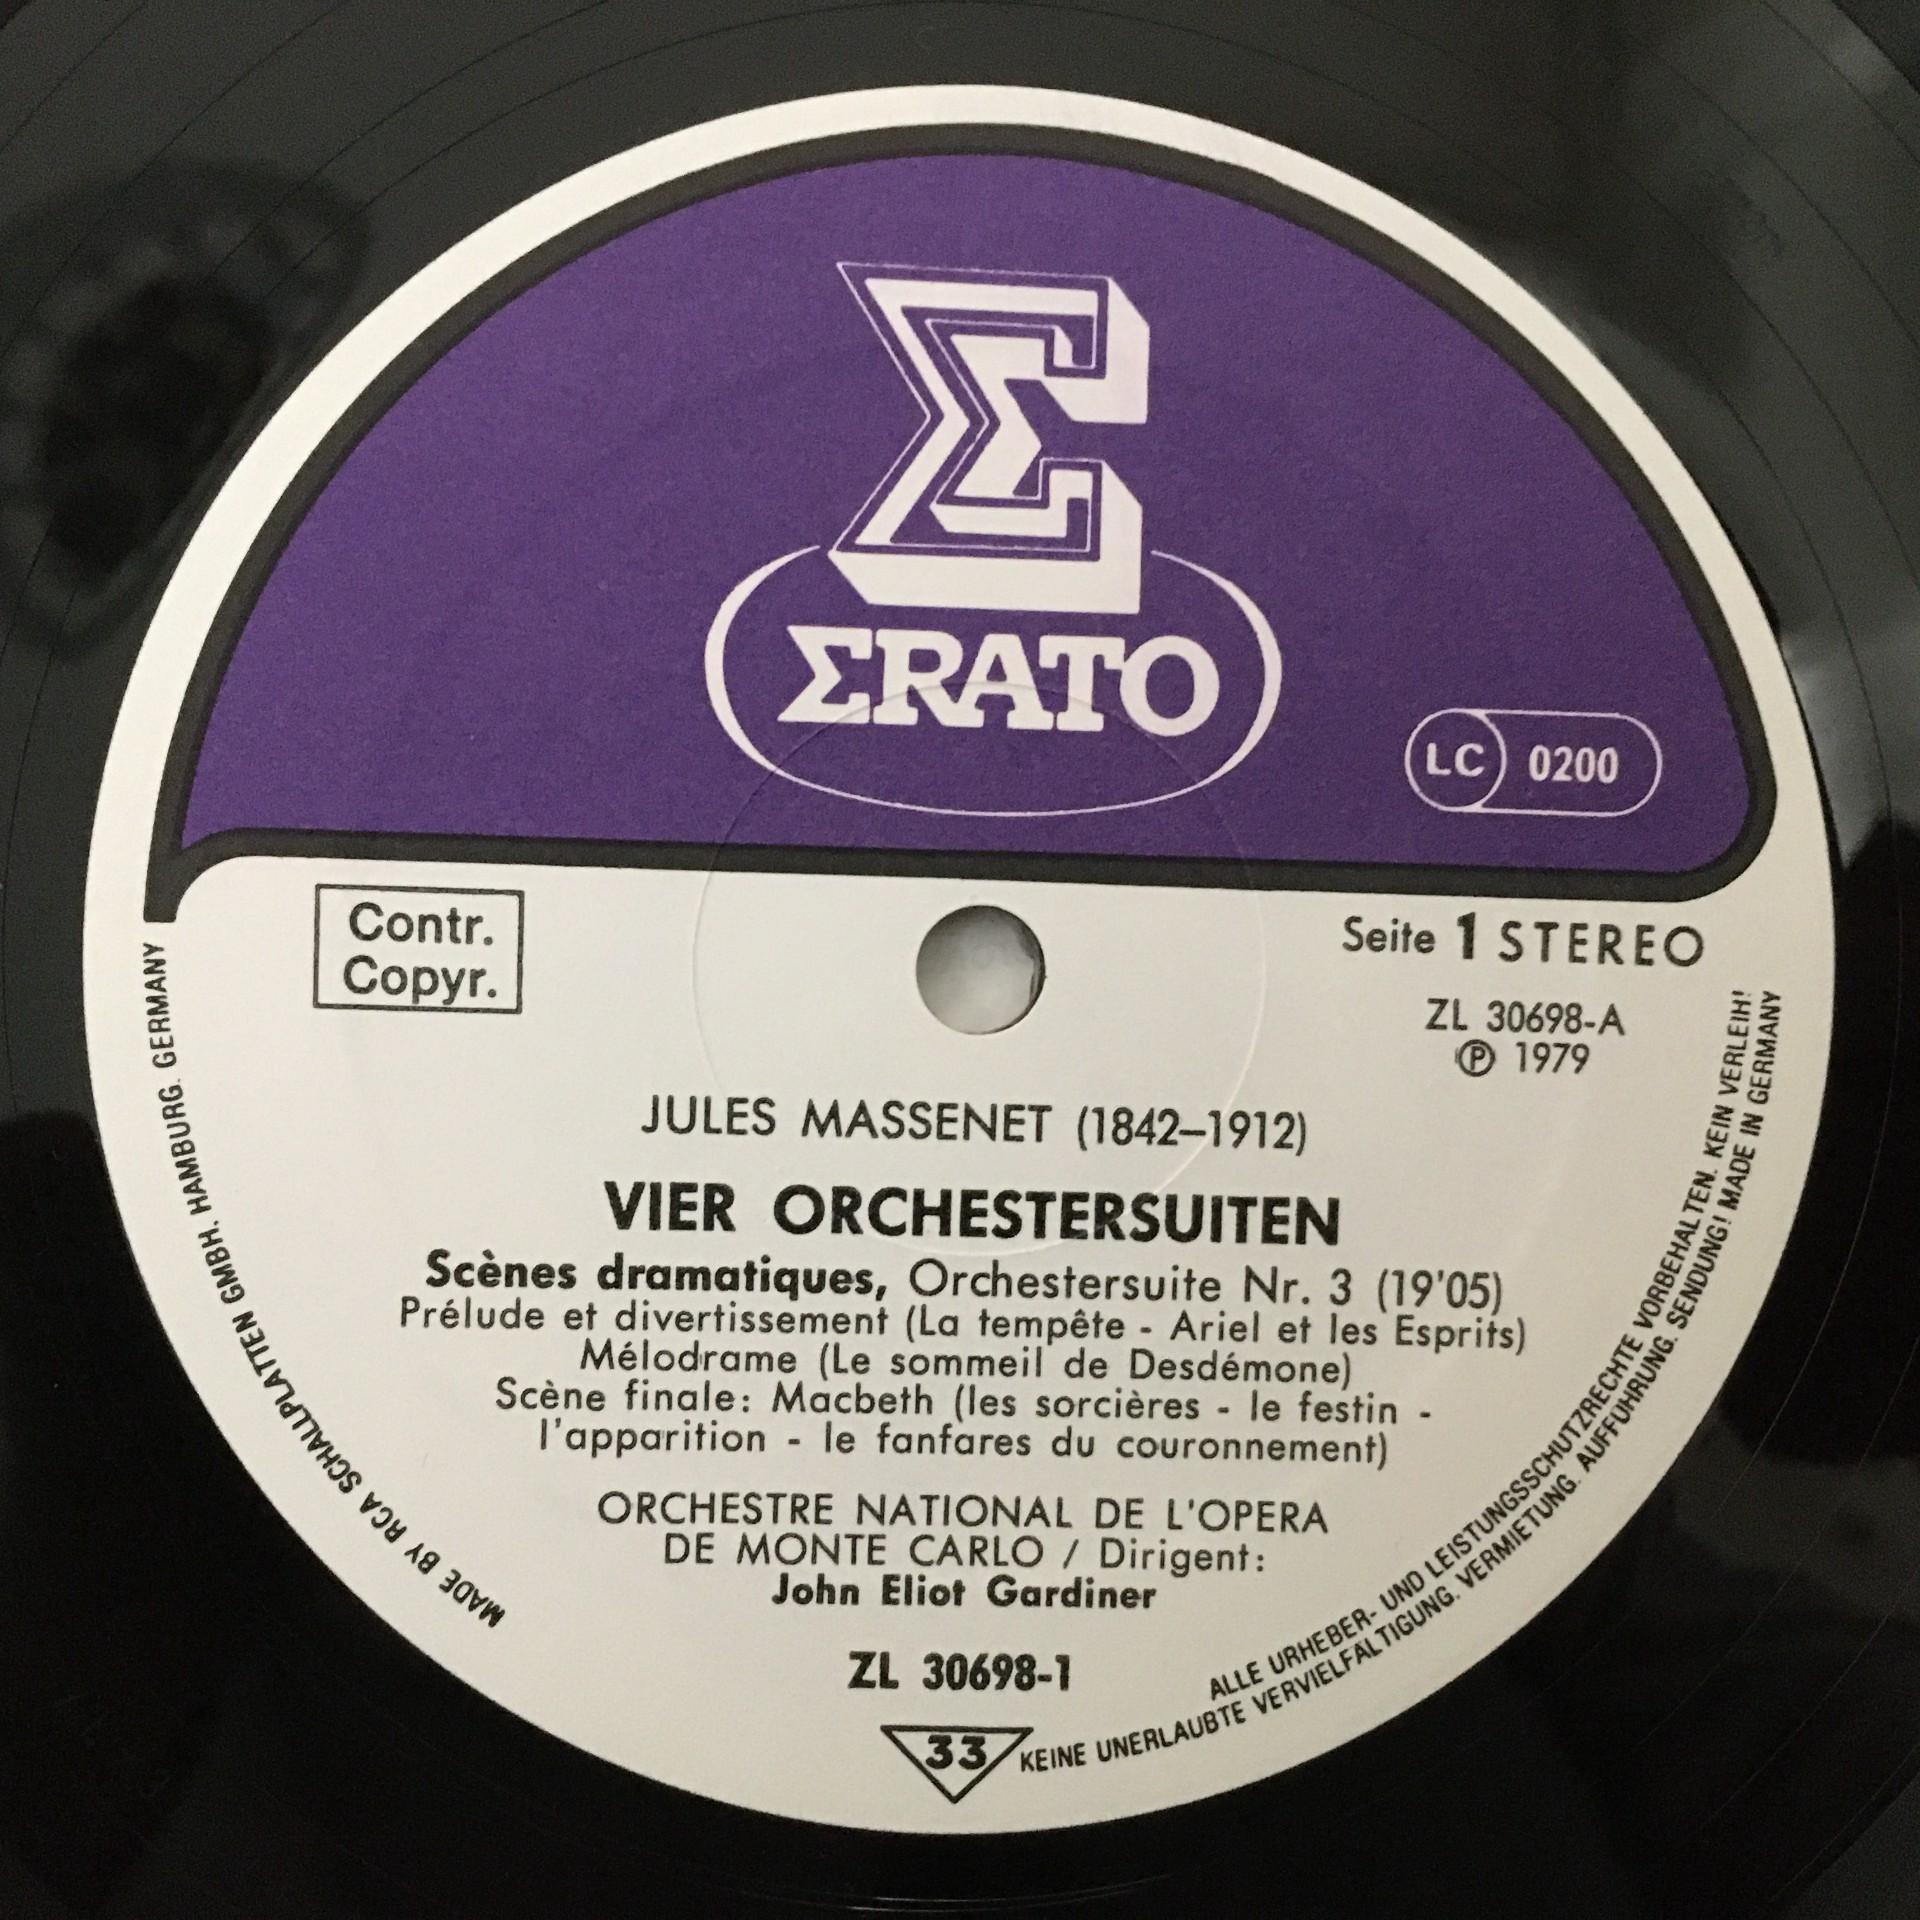 Σ
ΣRATO
LC 0200
Contr.
Copyr.
Seite 1 STEREO
ZL 30698-A
Ⓟ 1979
JULES MASSENET (1842–1912)
VIER ORCHESTERSUITEN
Scènes dramatiques, Orchestersuite Nr. 3 (19'05)
Prélude et divertissement (La tempête - Ariel et les Esprits)
Mélodrame (Le sommeil de Desdémone)
Scène finale: Macbeth (les sorcières - le festin -
l'apparition - le fanfares du couronnement)
ORCHESTRE NATIONAL DE L'OPERA
DE MONTE CARLO / Dirigent:
John Eliot Gardiner
ZL 30698-1
33
MADE BY RCA SCHALLPLATTEN GMBH. HAMBURG. GERMANY
ALLE URHEBER- UND LEISTUNGSSCHUTZRECHTE VORBEHALTEN. KEIN VERLEIH!
KEINE UNERLAUBTE VERVIELFÄLTIGUNG. VERMIETUNG. AUFFÜHRUNG. SENDUNG! MADE IN GERMANY